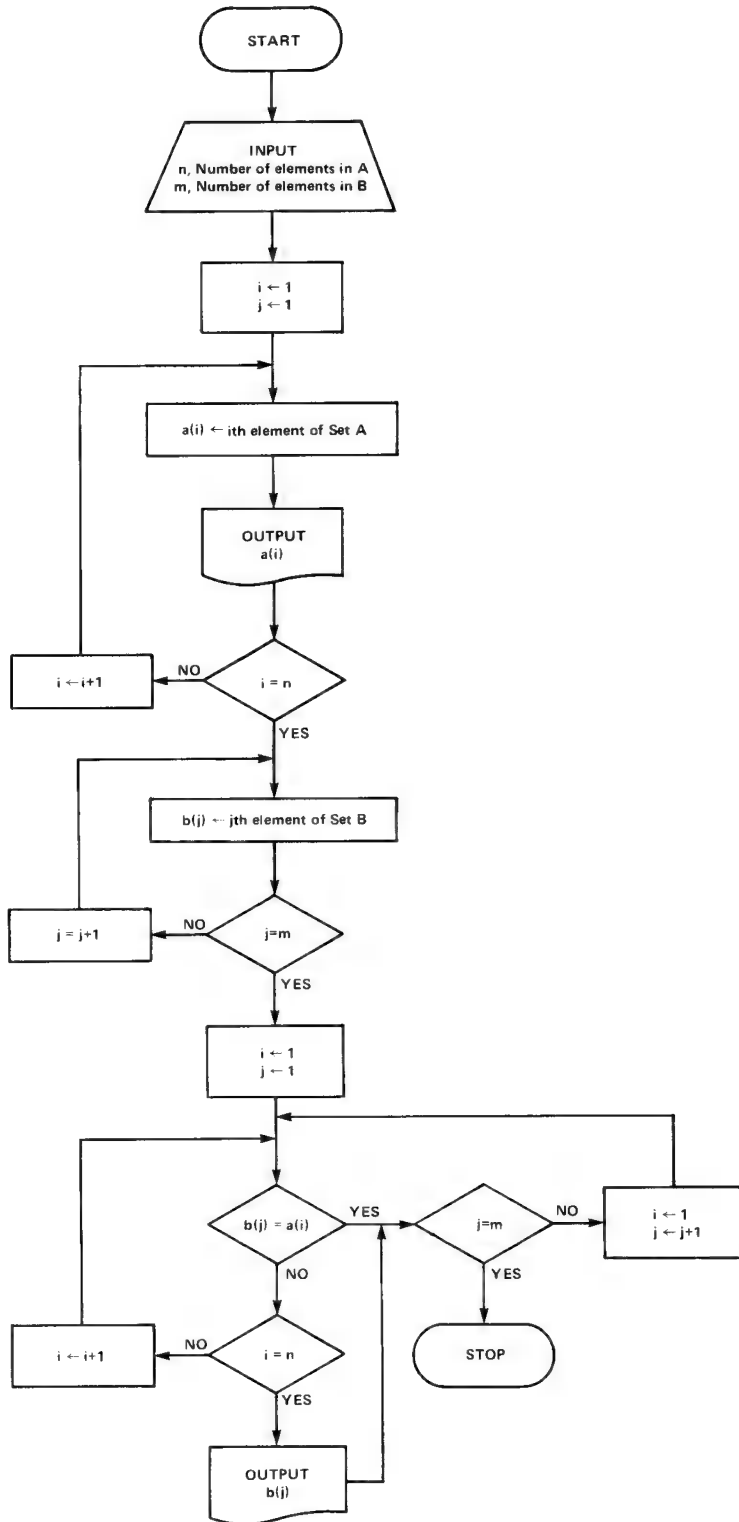 START
INPUT
n, Number of elements in A
m, Number of elements in B
i ← 1
j ← 1
a(i) ← ith element of Set A
OUTPUT
a(i)
i = n
NO
i ← i+1
YES
b(j) ← jth element of Set B
j=m
NO
j = j+1
YES
i ← 1
j ← 1
b(j) = a(i)
YES
j=m
NO
i ← 1
j ← j+1
NO
YES
i = n
NO
i ← i+1
STOP
YES
OUTPUT
b(j)